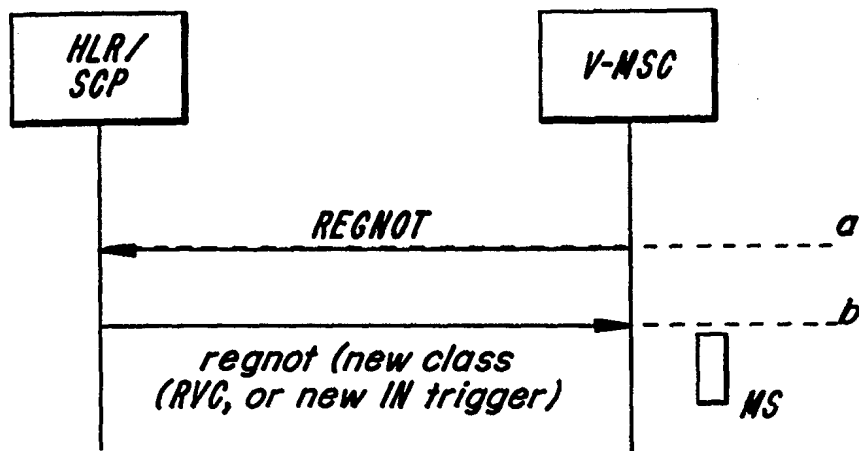 HLR/
SCP
V-MSC
REGNOT
a
b
regnot (new class
(RVC, or new IN trigger)
MS